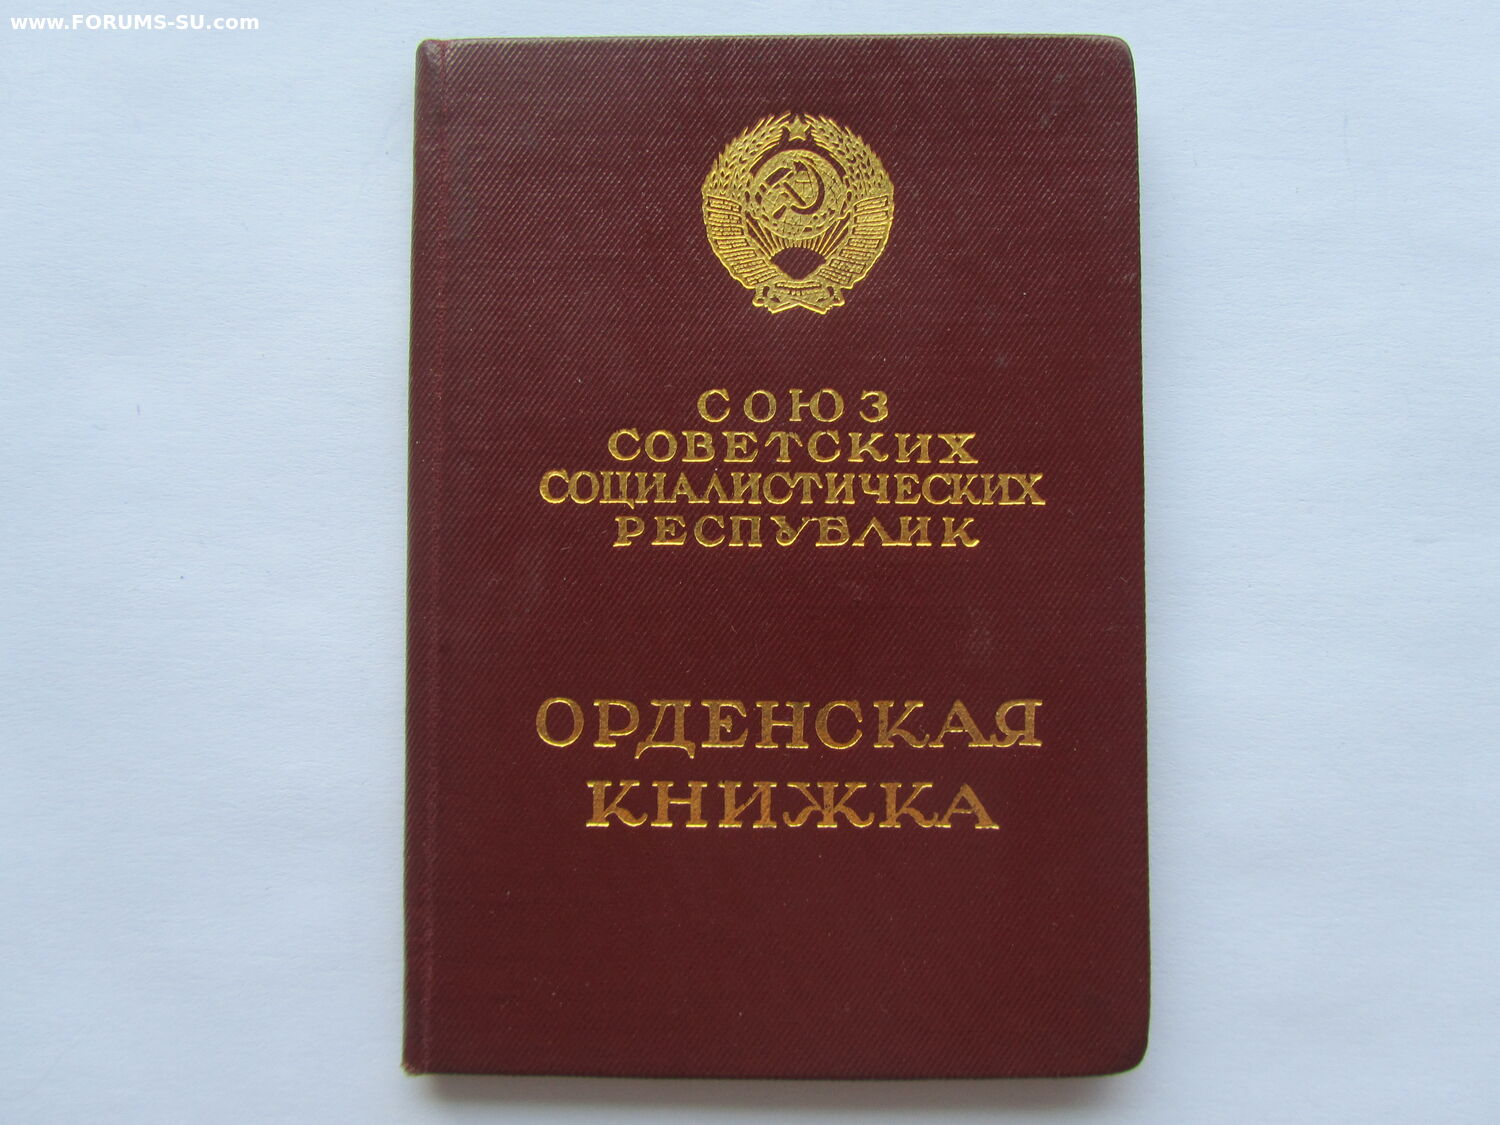 www.FORUMS-SU.com
СОЮЗ
СОВЕТСКИХ
СОЦИАЛИСТИЧЕСКИХ
РЕСПУБЛИК
ОРДЕНСКАЯ
КНИЖКА